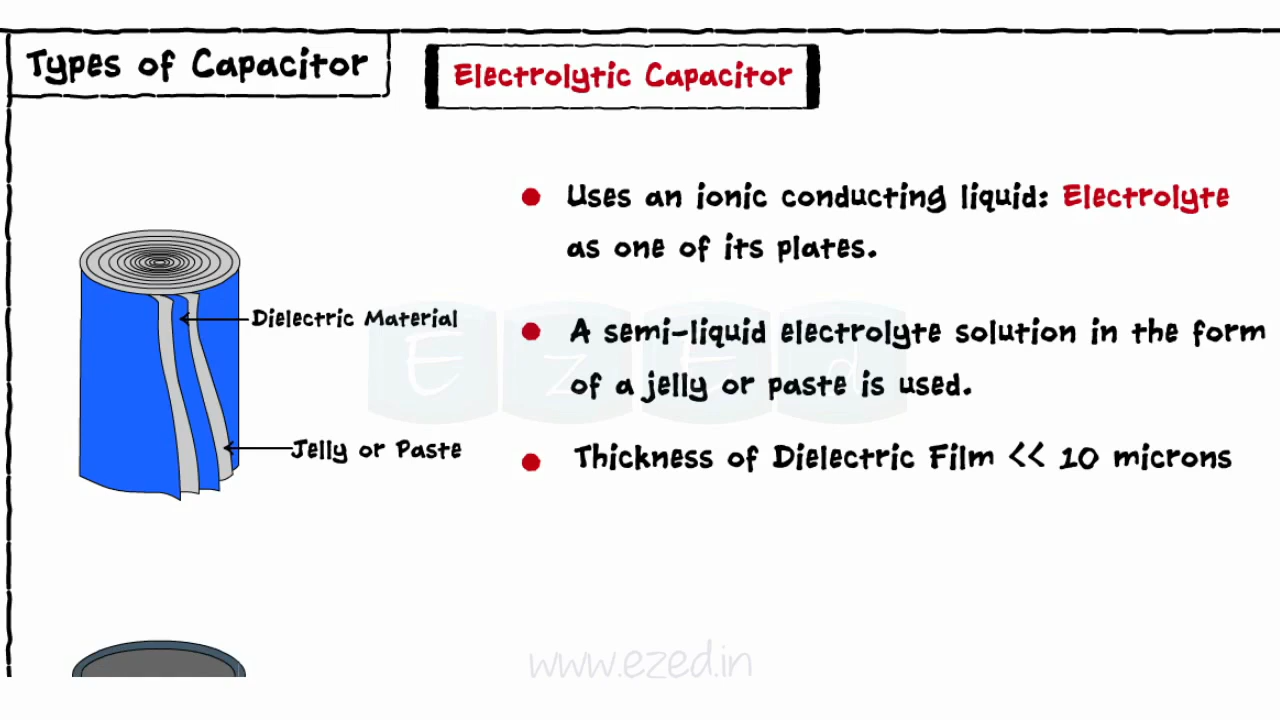 Types of Capacitor
Electrolytic Capacitor
Uses an ionic conducting liquid: Electrolyte
as one of its plates.
Dielectric Material
A semi-liquid electrolyte solution in the form
of a jelly or paste is used.
Jelly or Paste
Thickness of Dielectric Film << 10 microns
EzEd
www.ezed.in